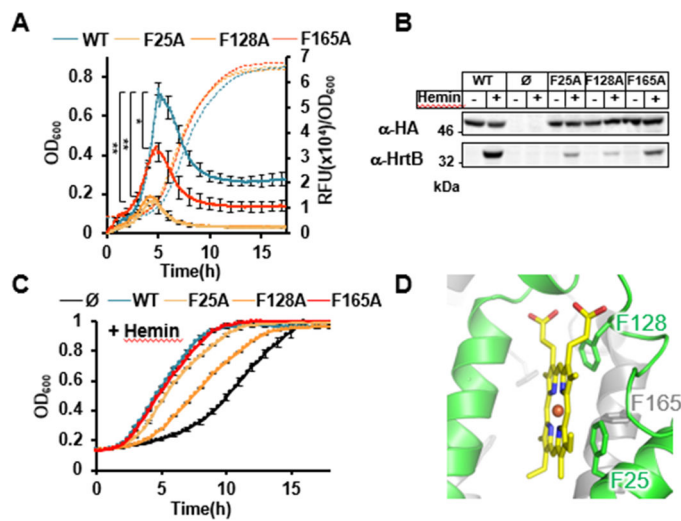 A
WT F25A F128A F165A
OD600
0.8
0.6
0.4
0.2
0.0
**
**
*
7
6
5
4
3
2
1
0
RFU(x10⁴)/OD600
0 5 10 15
Time(h)
B
WT Ø F25A F128A F165A
Hemin - + - + - + - + - +
α-HA 46
α-HrtB 32
kDa
C
Ø WT F25A F128A F165A
+ Hemin
OD600
1
0.8
0.6
0.4
0.2
0.0
0 5 10 15
Time(h)
D
F128
F165
F25